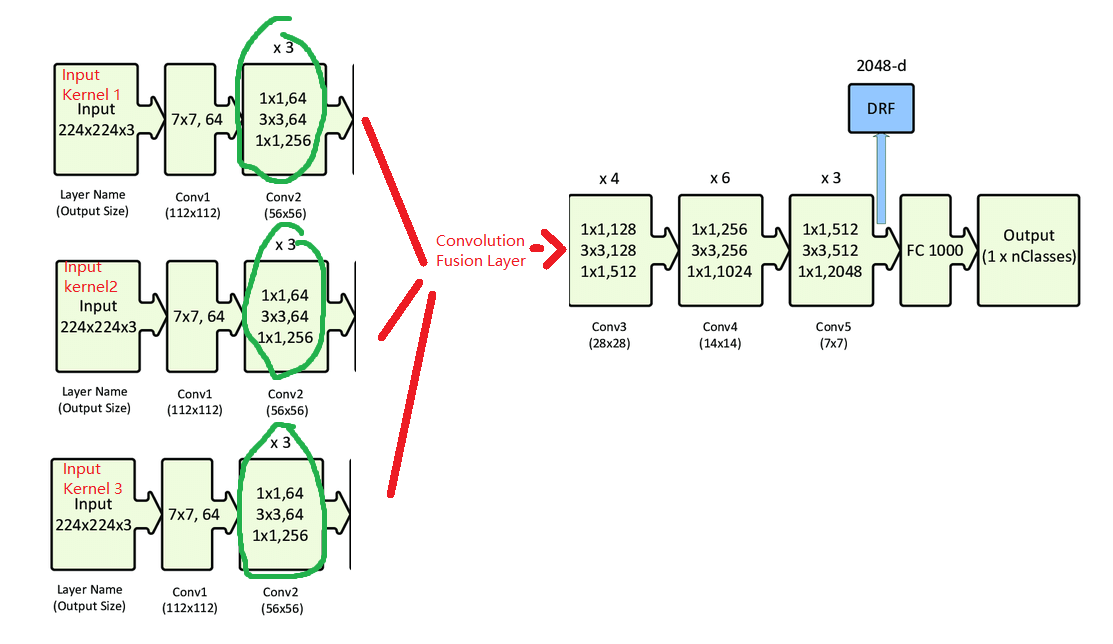 x 3
Input
Kernel 1
Input
224x224x3
7x7, 64
1x1,64
3x3,64
1x1,256
Layer Name
(Output Size)
Conv1
(112x112)
Conv2
(56x56)
x 3
Input
kernel2
Input
224x224x3
7x7, 64
1x1,64
3x3,64
1x1,256
Layer Name
(Output Size)
Conv1
(112x112)
Conv2
(56x56)
x 3
Input
Kernel 3
Input
224x224x3
7x7, 64
1x1,64
3x3,64
1x1,256
Layer Name
(Output Size)
Conv1
(112x112)
Conv2
(56x56)
Convolution
Fusion Layer
2048-d
DRF
x 4
1x1,128
3x3,128
1x1,512
Conv3
(28x28)
x 6
1x1,256
3x3,256
1x1,1024
Conv4
(14x14)
x 3
1x1,512
3x3,512
1x1,2048
Conv5
(7x7)
FC 1000
Output
(1 x nClasses)